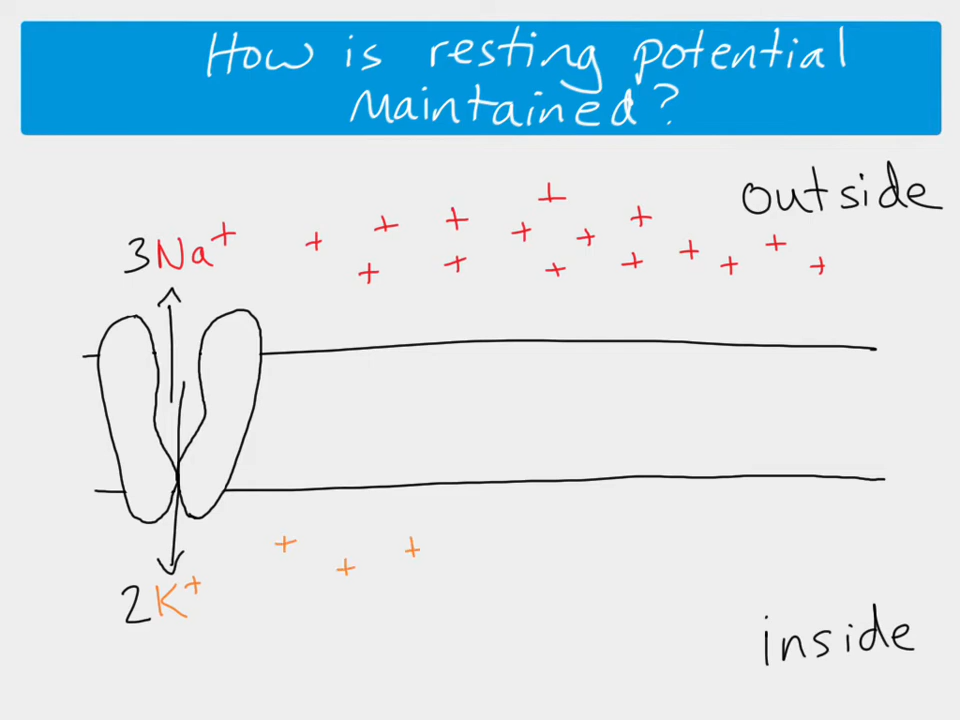 How is resting potential
Maintained?
outside
3Na⁺
+ + + + + + + + + + + + + + +
2K⁺
+ + +
inside